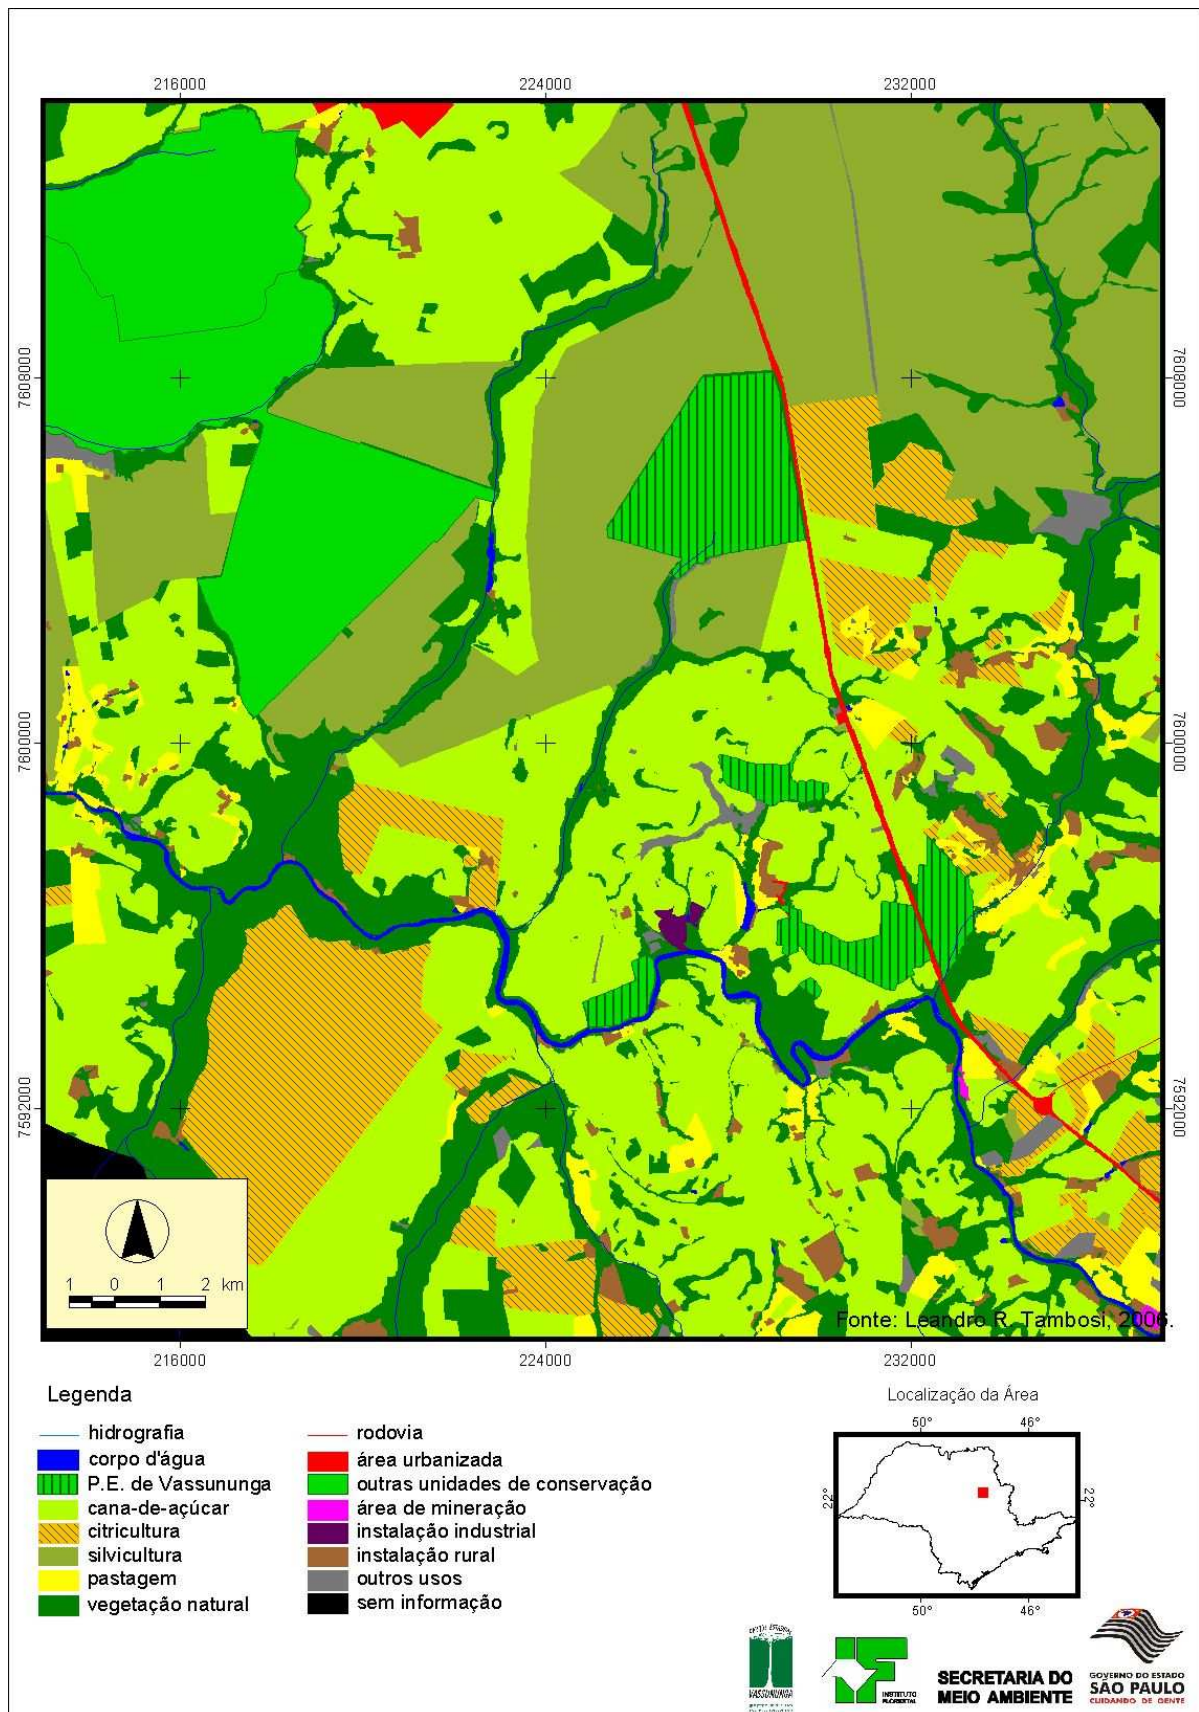 216000 224000 232000
7608000 7608000
7600000 7600000
7592000 7592000
1 0 1 2 km
Fonte: Leandro R. Tambosi, 2006.
216000 224000 232000
Legenda
hidrografia
corpo d'água
P.E. de Vassununga
cana-de-açúcar
citricultura
silvicultura
pastagem
vegetação natural
rodovia
área urbanizada
outras unidades de conservação
área de mineração
instalação industrial
instalação rural
outros usos
sem informação
Localização da Área
50° 46°
22° 22°
50° 46°
VASSUNUNGA
IF
INSTITUTO
FLORESTAL
SECRETARIA DO
MEIO AMBIENTE
GOVERNO DO ESTADO
SÃO PAULO
CUIDANDO DE GENTE